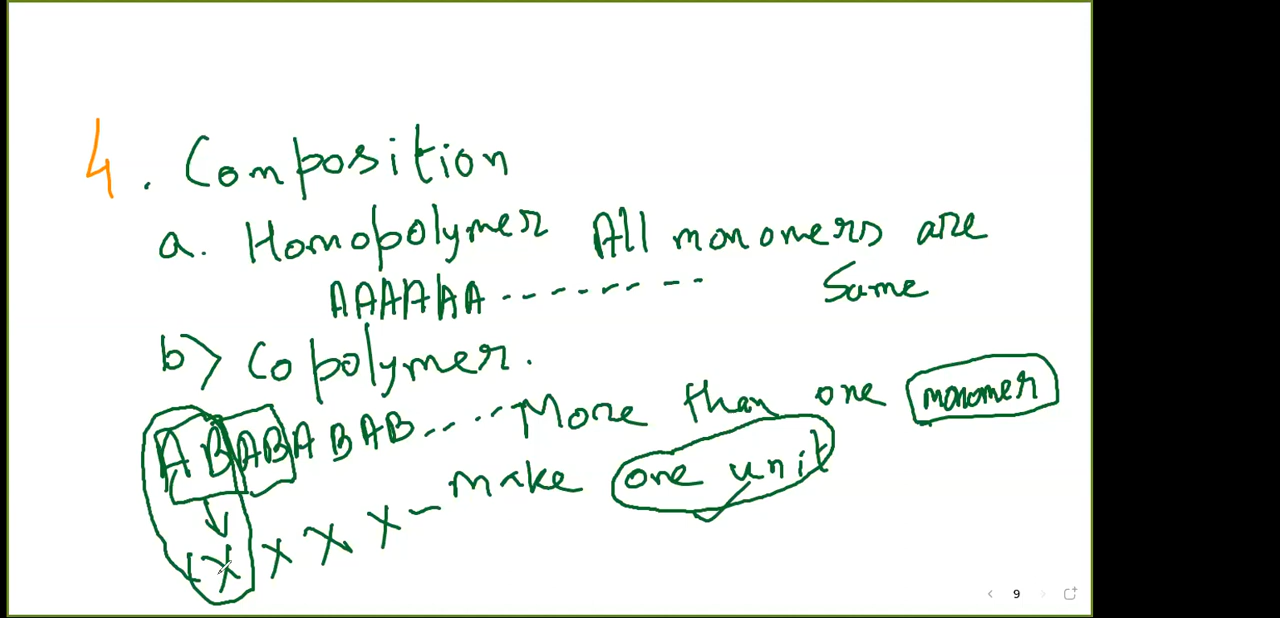 4. Composition
a. Homopolymer All monomers are
AAAAAA -------- Same
b) Copolymer.
ABABABAB.... More than one monomer
make one unit
X X X X -
9